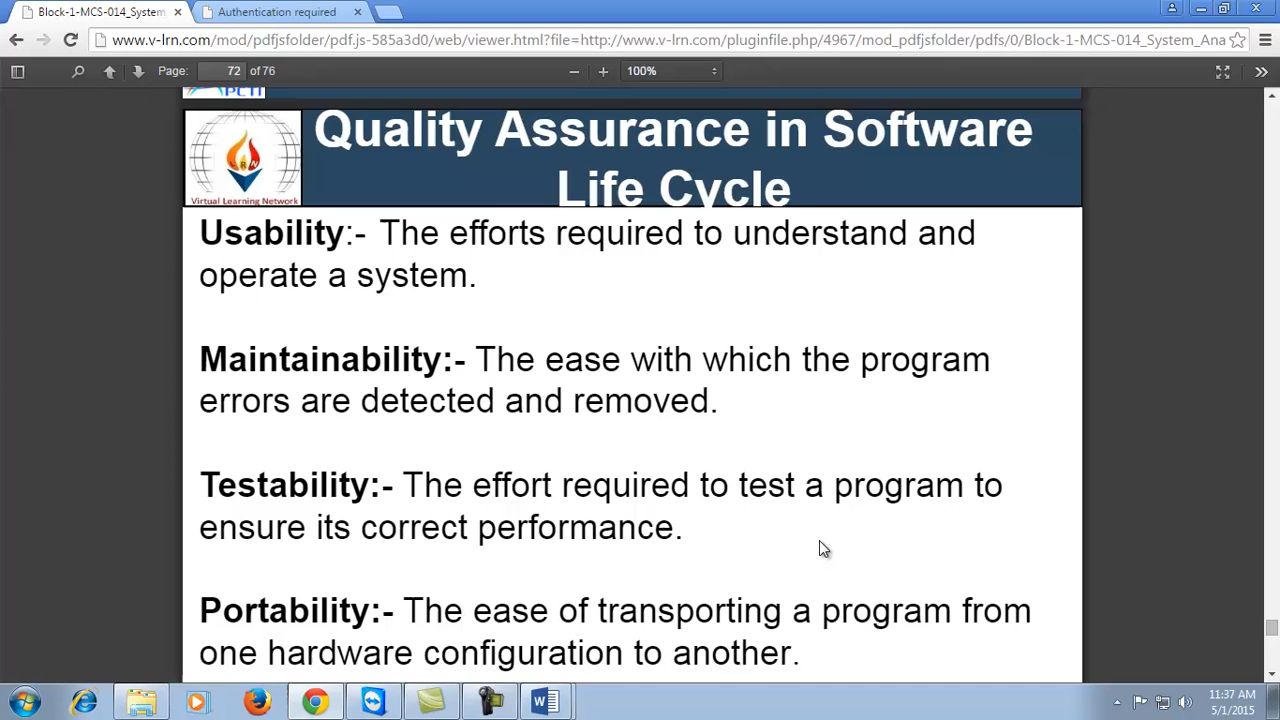 Block-1-MCS-014_System_
Authentication required
www.v-lrn.com/mod/pdfjsfolder/pdf.js-585a3d0/web/viewer.html?file=http://www.v-lrn.com/pluginfile.php/4967/mod_pdfjsfolder/pdfs/0/Block-1-MCS-014_System_Ana
Page: 72 of 76
100%
PCTI
Quality Assurance in Software
Life Cycle
LRN
Virtual Learning Network
Usability:- The efforts required to understand and
operate a system.
Maintainability:- The ease with which the program
errors are detected and removed.
Testability:- The effort required to test a program to
ensure its correct performance.
Portability:- The ease of transporting a program from
one hardware configuration to another.
11:37 AM
5/1/2015